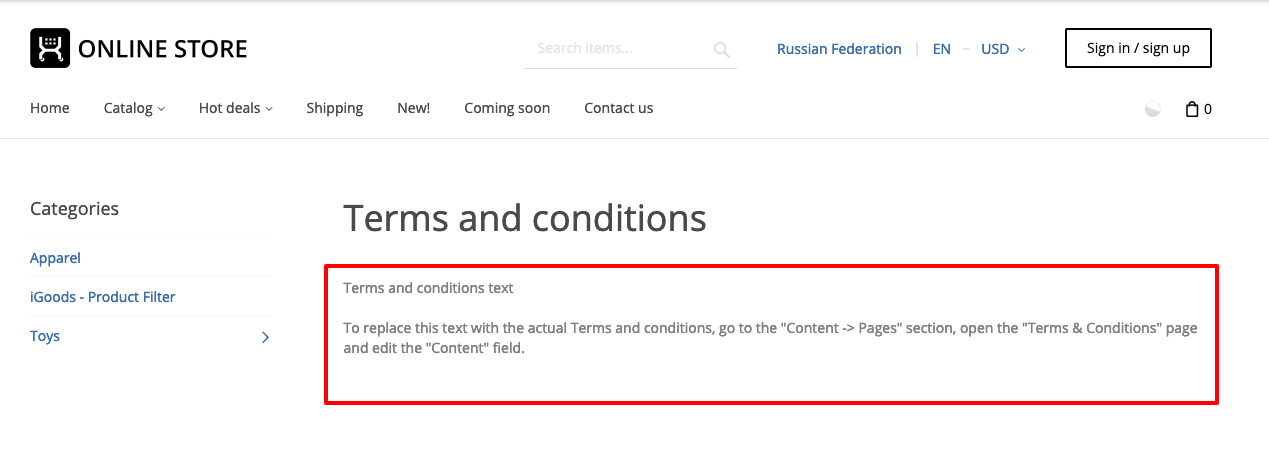 ONLINE STORE
Search items...
Russian Federation
EN
USD
Sign in / sign up
Home
Catalog
Hot deals
Shipping
New!
Coming soon
Contact us
0
Categories
Apparel
iGoods - Product Filter
Toys
Terms and conditions
Terms and conditions text
To replace this text with the actual Terms and conditions, go to the "Content -> Pages" section, open the "Terms & Conditions" page
and edit the "Content" field.